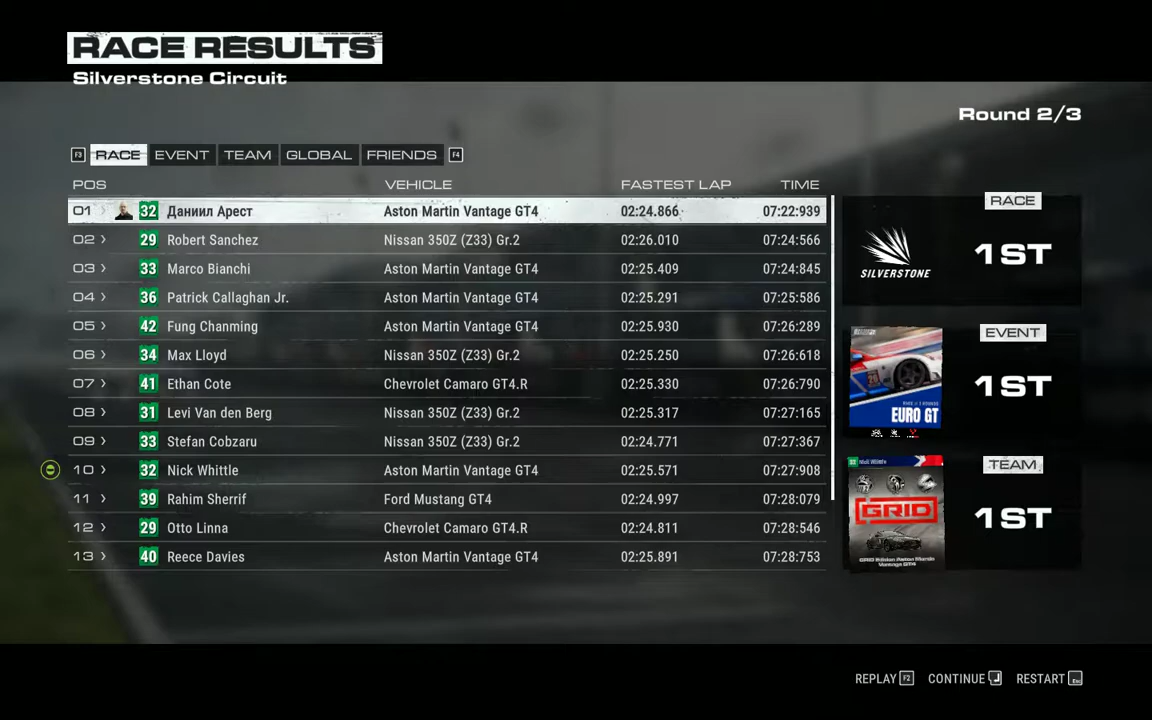 RACE RESULTS
Silverstone Circuit
Round 2/3
F3 RACE EVENT TEAM GLOBAL FRIENDS F4
POS VEHICLE FASTEST LAP TIME
01 32 Даниил Арест Aston Martin Vantage GT4 02:24.866 07:22:939
02 29 Robert Sanchez Nissan 350Z (Z33) Gr.2 02:26.010 07:24:566
03 33 Marco Bianchi Aston Martin Vantage GT4 02:25.409 07:24:845
04 36 Patrick Callaghan Jr. Aston Martin Vantage GT4 02:25.291 07:25:586
05 42 Fung Chanming Aston Martin Vantage GT4 02:25.930 07:26:289
06 34 Max Lloyd Nissan 350Z (Z33) Gr.2 02:25.250 07:26:618
07 41 Ethan Cote Chevrolet Camaro GT4.R 02:25.330 07:26:790
08 31 Levi Van den Berg Nissan 350Z (Z33) Gr.2 02:25.317 07:27:165
09 33 Stefan Cobzaru Nissan 350Z (Z33) Gr.2 02:24.771 07:27:367
10 32 Nick Whittle Aston Martin Vantage GT4 02:25.571 07:27:908
11 39 Rahim Sherrif Ford Mustang GT4 02:24.997 07:28:079
12 29 Otto Linna Chevrolet Camaro GT4.R 02:24.811 07:28:546
13 40 Reece Davies Aston Martin Vantage GT4 02:25.891 07:28:753
RACE
SILVERSTONE
1ST
EVENT
1ST
EURO GT
TEAM
1ST
GRID
GRID Edition Aston Martin
Vantage GT4
REPLAY F2 CONTINUE RESTART Esc